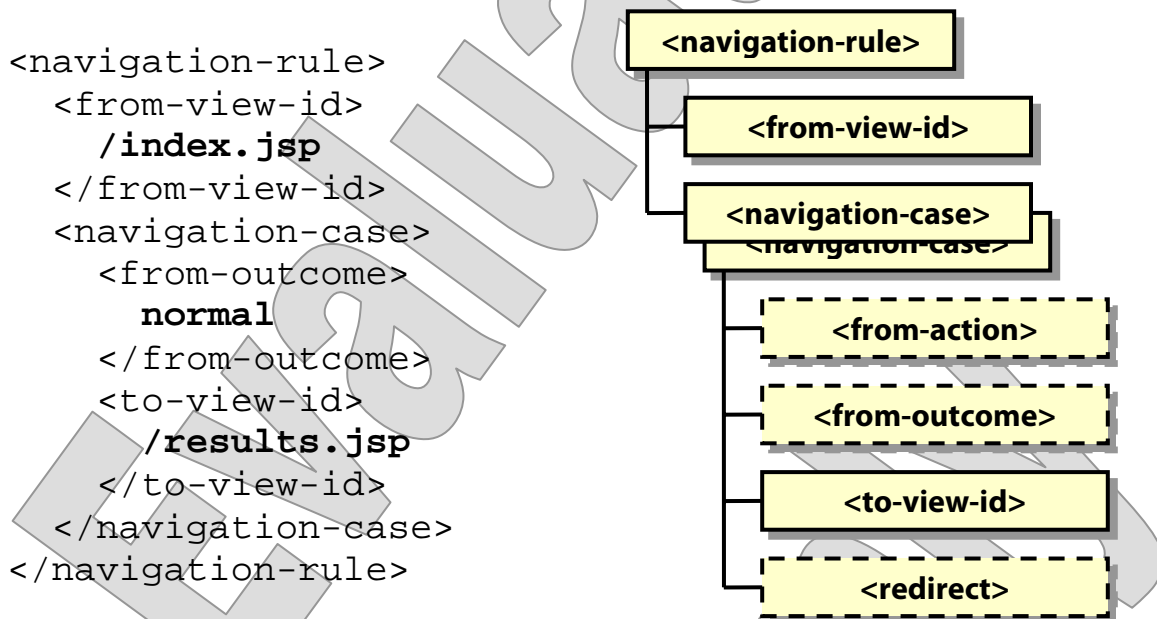 <navigation-rule>
<from-view-id>
/index.jsp
</from-view-id>
<navigation-case>
<from-outcome>
normal
</from-outcome>
<to-view-id>
/results.jsp
</to-view-id>
</navigation-case>
</navigation-rule>
<navigation-rule>
<from-view-id>
<navigation-case>
<navigation-case>
<from-action>
<from-outcome>
<to-view-id>
<redirect>